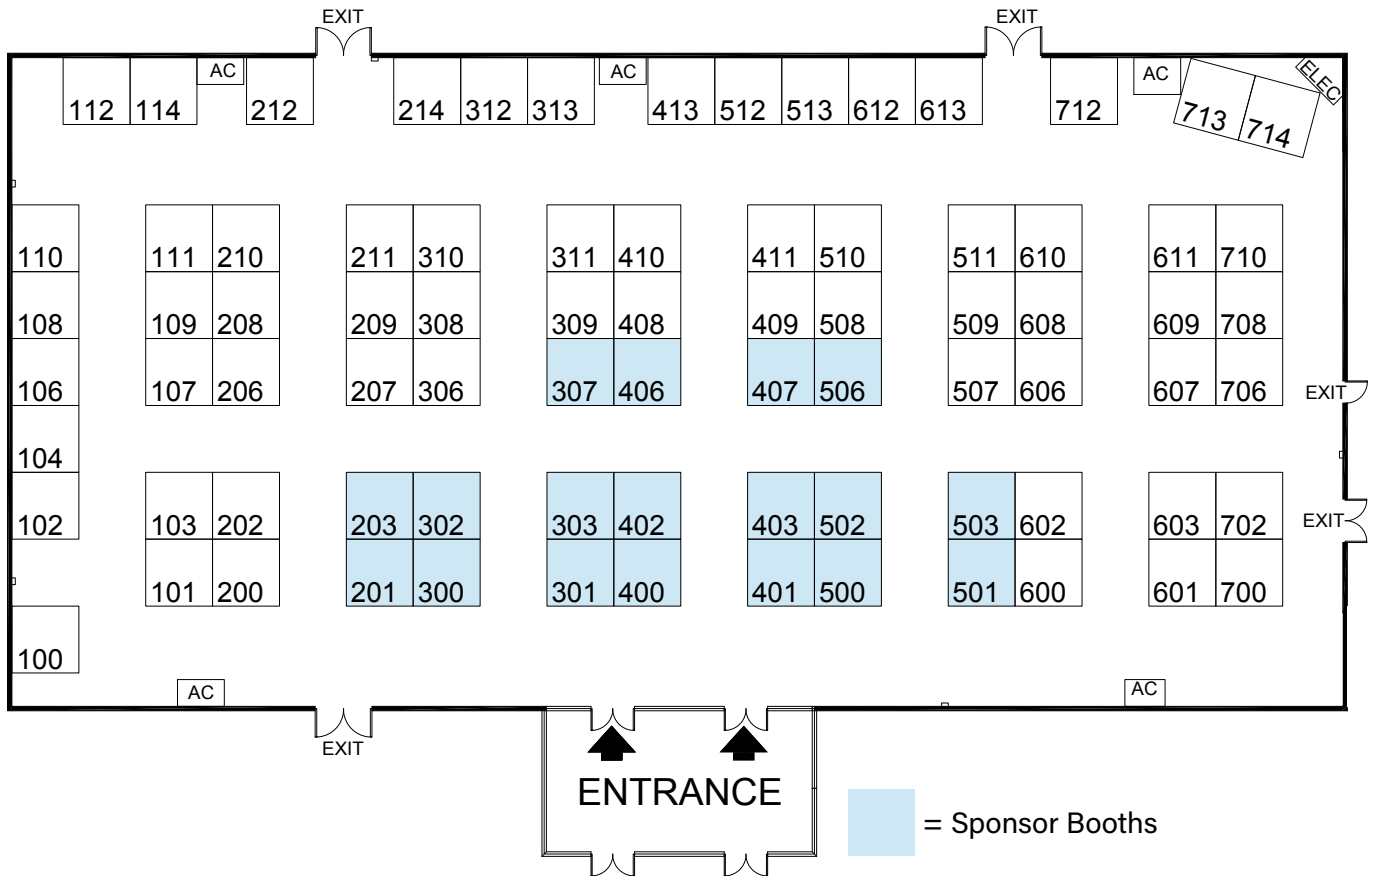 EXIT EXIT
AC AC AC ELEC
112 114 212 214 312 313 413 512 513 612 613 712 713 714
110 111 210 211 310 311 410 411 510 511 610 611 710
108 109 208 209 308 309 408 409 508 509 608 609 708
106 107 206 207 306 307 406 407 506 507 606 607 706
EXIT
104
102 103 202 203 302 303 402 403 502 503 602 603 702
EXIT
101 200 201 300 301 400 401 500 501 600 601 700
100
AC AC
EXIT
ENTRANCE
= Sponsor Booths